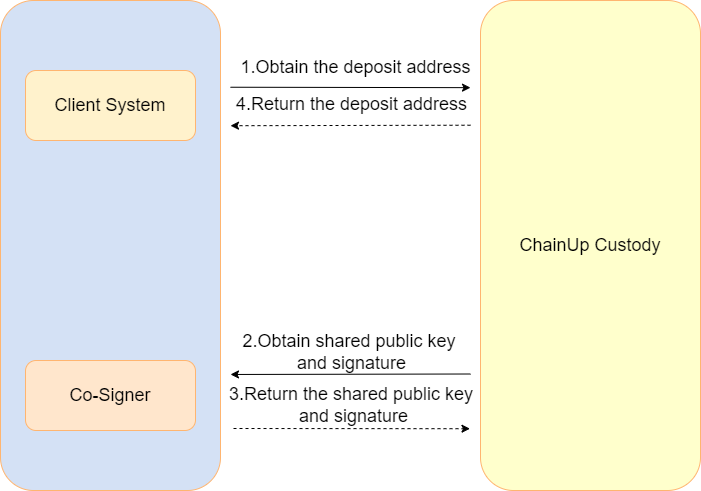 1.Obtain the deposit address
Client System
4.Return the deposit address
ChainUp Custody
2.Obtain shared public key
and signature
Co-Signer
3.Return the shared public key
and signature